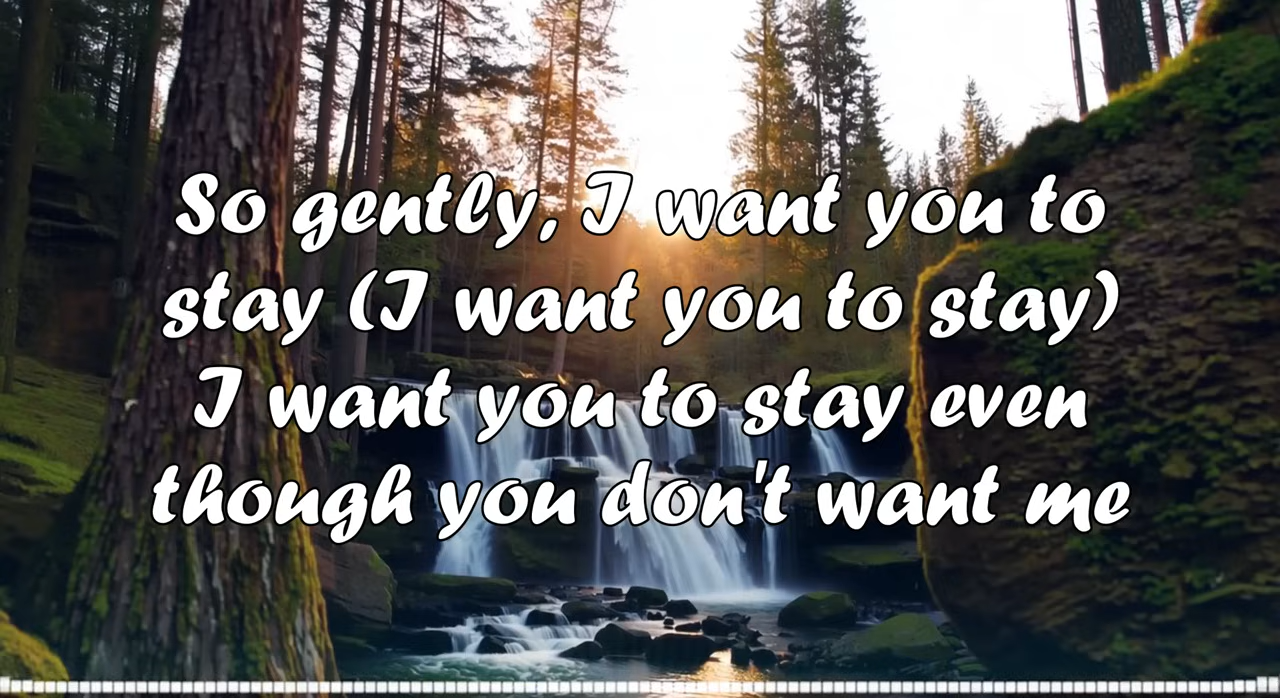 So gently, I want you to
stay (I want you to stay)
I want you to stay even
though you don't want me